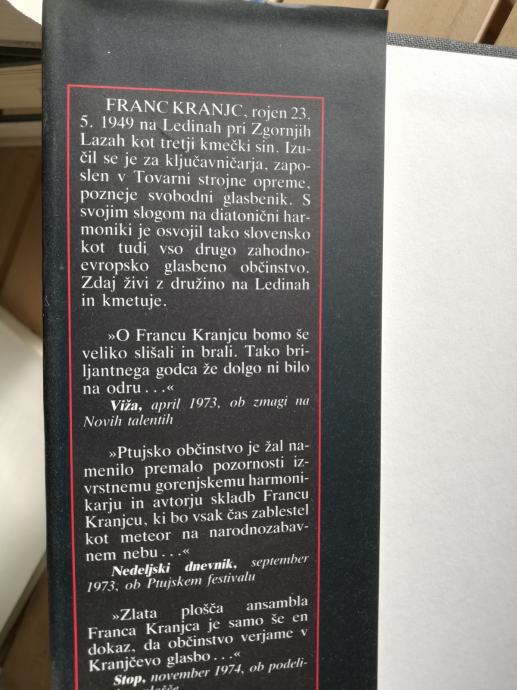 FRANC KRANJC, rojen 23.
5. 1949 na Ledinah pri Zgornjih
Lazah kot tretji kmečki sin. Izu-
čil se je za ključavničarja, zapo-
slen v Tovarni strojne opreme,
pozneje svobodni glasbenik. S
svojim slogom na diatonični har-
moniki je osvojil tako slovensko
kot tudi vso drugo zahodno-
evropsko glasbeno občinstvo.
Zdaj živi z družino na Ledinah
in kmetuje.
»O Francu Kranjcu bomo še
veliko slišali in brali. Tako bri-
ljantnega godca že dolgo ni bilo
na odru . . .«
Viža, april 1973, ob zmagi na
Novih talentih
»Ptujsko občinstvo je žal na-
menilo premalo pozornosti iz-
vrstnemu gorenjskemu harmoni-
karju in avtorju skladb Francu
Kranjcu, ki bo vsak čas zablestel
kot meteor na narodnozabav-
nem nebu . . .«
Nedeljski dnevnik, september
1973, ob Ptujskem festivalu
»Zlata plošča ansambla
Franca Kranjca je samo še en
dokaz, da občinstvo verjame v
Kranjčevo glasbo . . .«
Stop, november 1974, ob podeli-
plošče